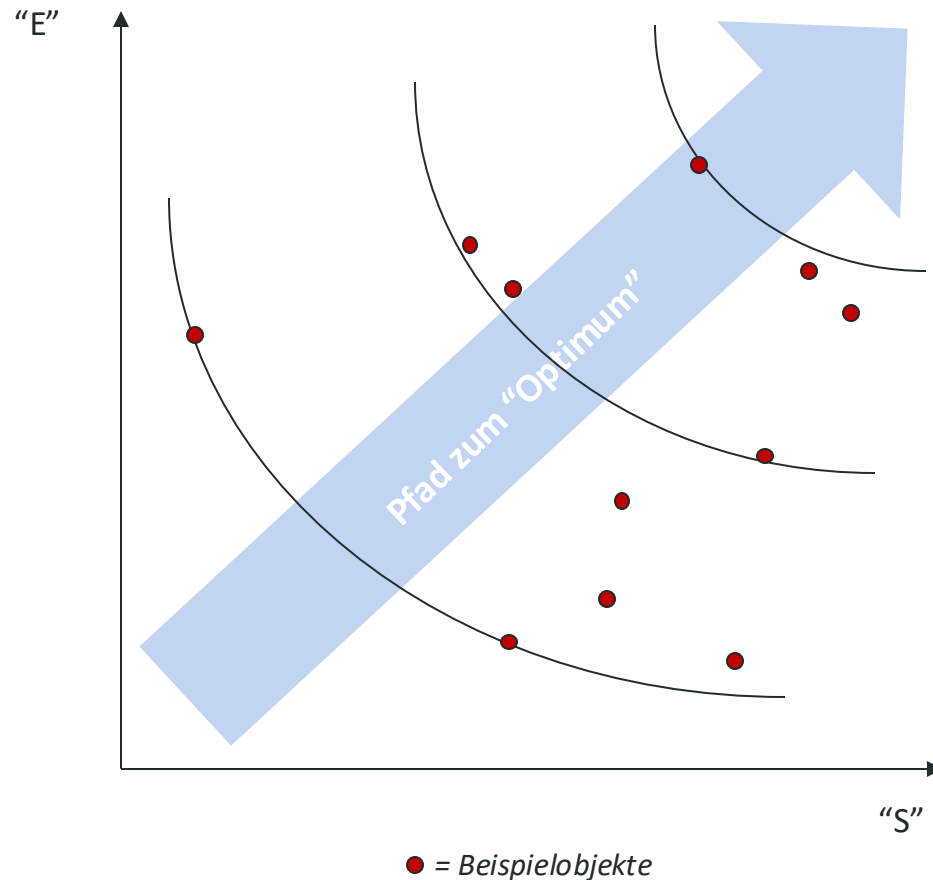 “E”
Pfad zum “Optimum”
“S”
= Beispielobjekte